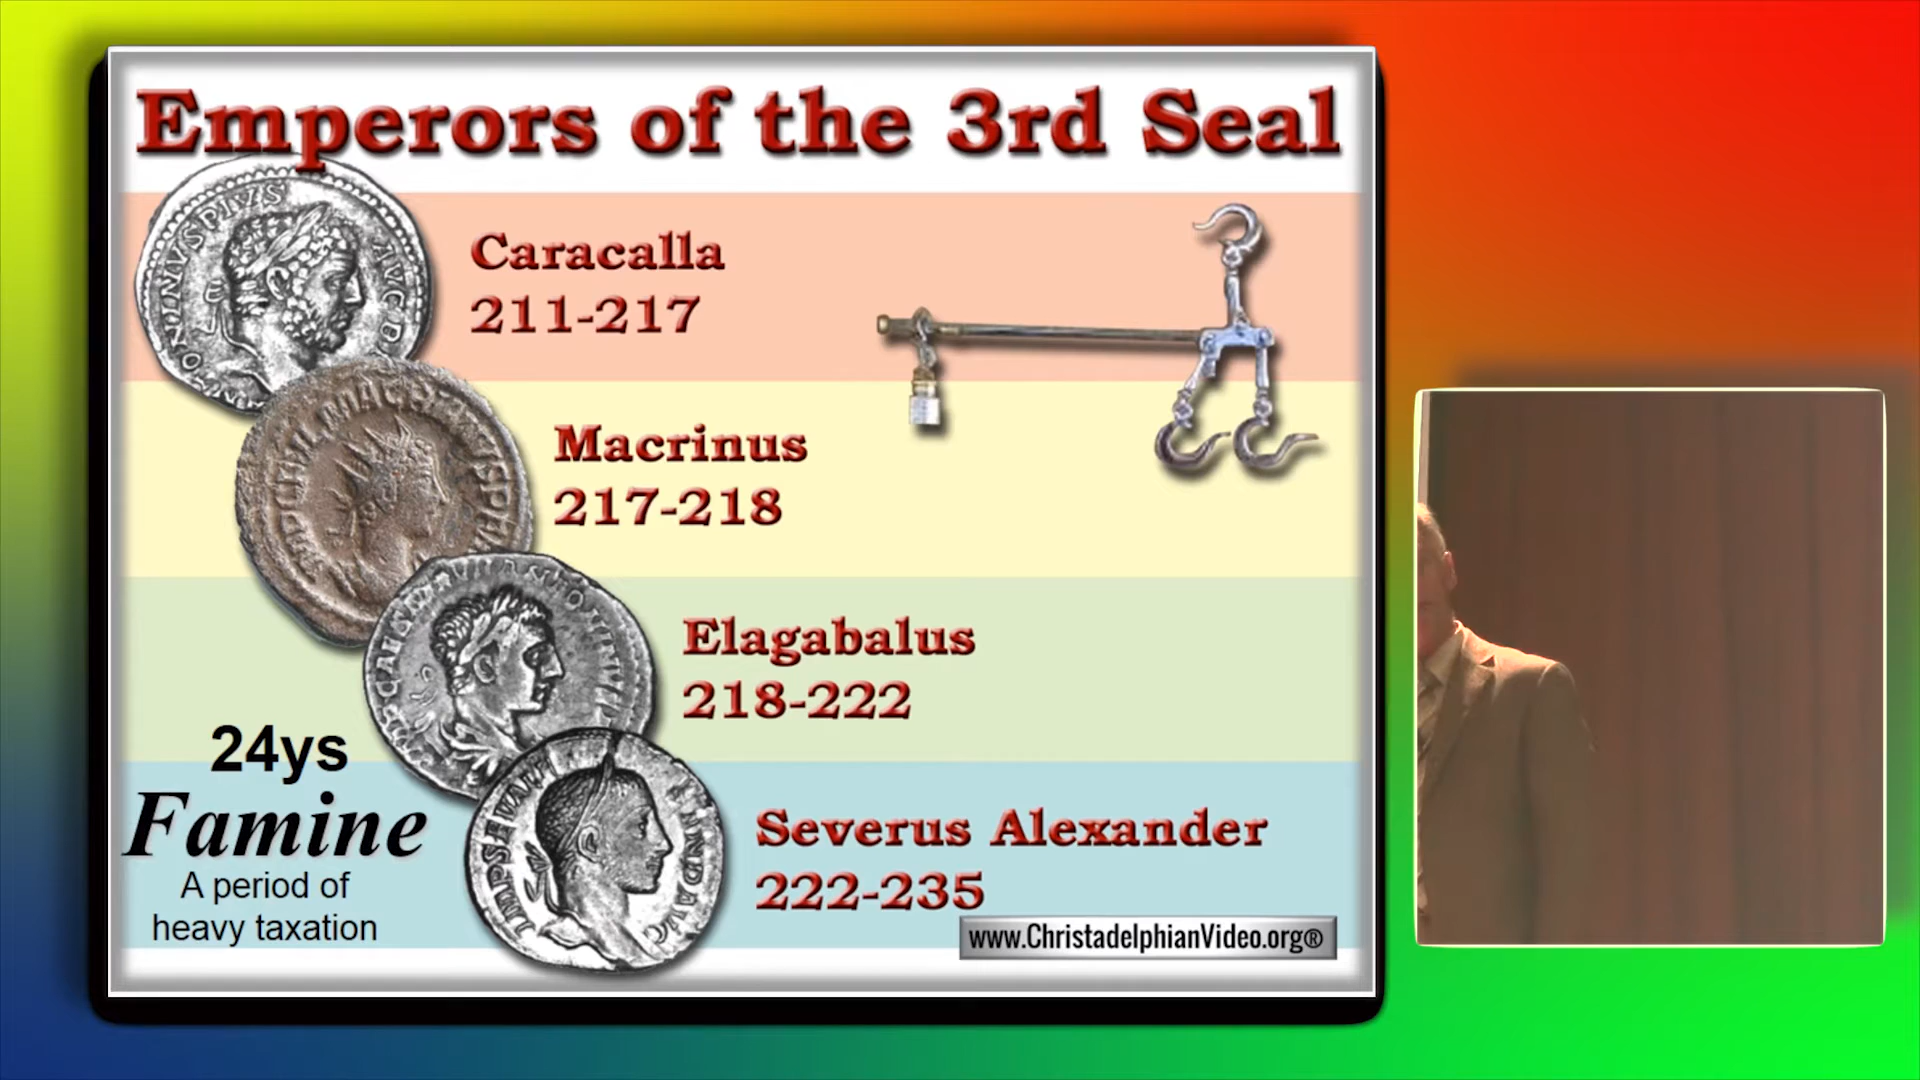 Emperors of the 3rd Seal
Caracalla
211-217
Macrinus
217-218
Elagabalus
218-222
24ys
Famine
A period of
heavy taxation
Severus Alexander
222-235
www.ChristadelphianVideo.org®